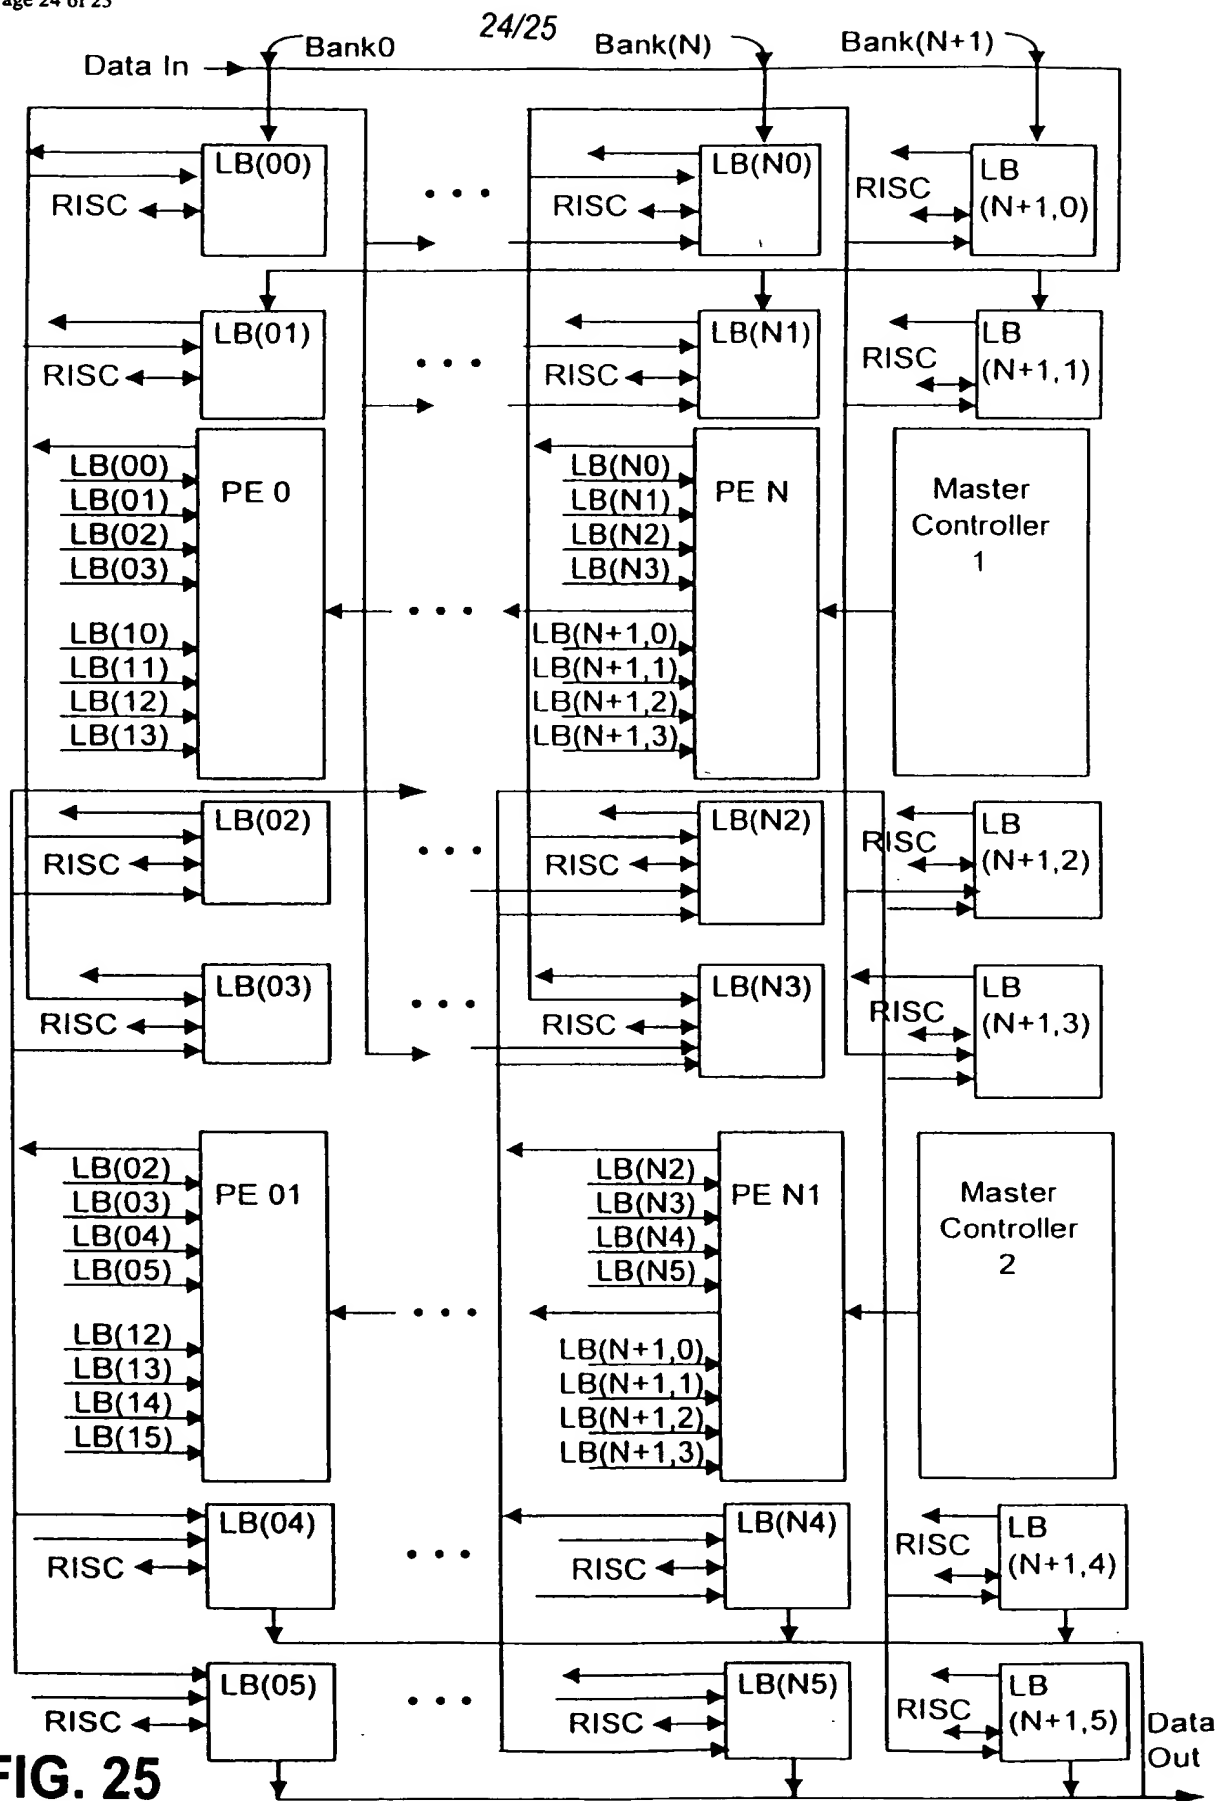 age 24 of 25
24/25
Data In
Bank0
Bank(N)
Bank(N+1)
LB(00)
RISC
• • •
LB(N0)
RISC
LB
(N+1,0)
RISC
LB(01)
RISC
• • •
LB(N1)
RISC
LB
(N+1,1)
RISC
LB(00)
LB(01)
LB(02)
LB(03)
LB(10)
LB(11)
LB(12)
LB(13)
PE 0
• • •
LB(N0)
LB(N1)
LB(N2)
LB(N3)
LB(N+1,0)
LB(N+1,1)
LB(N+1,2)
LB(N+1,3)
PE N
Master
Controller
1
LB(02)
RISC
• • •
LB(N2)
RISC
LB
(N+1,2)
RISC
LB(03)
RISC
• • •
LB(N3)
RISC
LB
(N+1,3)
RISC
LB(02)
LB(03)
LB(04)
LB(05)
LB(12)
LB(13)
LB(14)
LB(15)
PE 01
• • •
LB(N2)
LB(N3)
LB(N4)
LB(N5)
LB(N+1,0)
LB(N+1,1)
LB(N+1,2)
LB(N+1,3)
PE N1
Master
Controller
2
LB(04)
RISC
• • •
LB(N4)
RISC
LB
(N+1,4)
RISC
LB(05)
RISC
• • •
LB(N5)
RISC
LB
(N+1,5)
RISC
Data
Out
FIG. 25